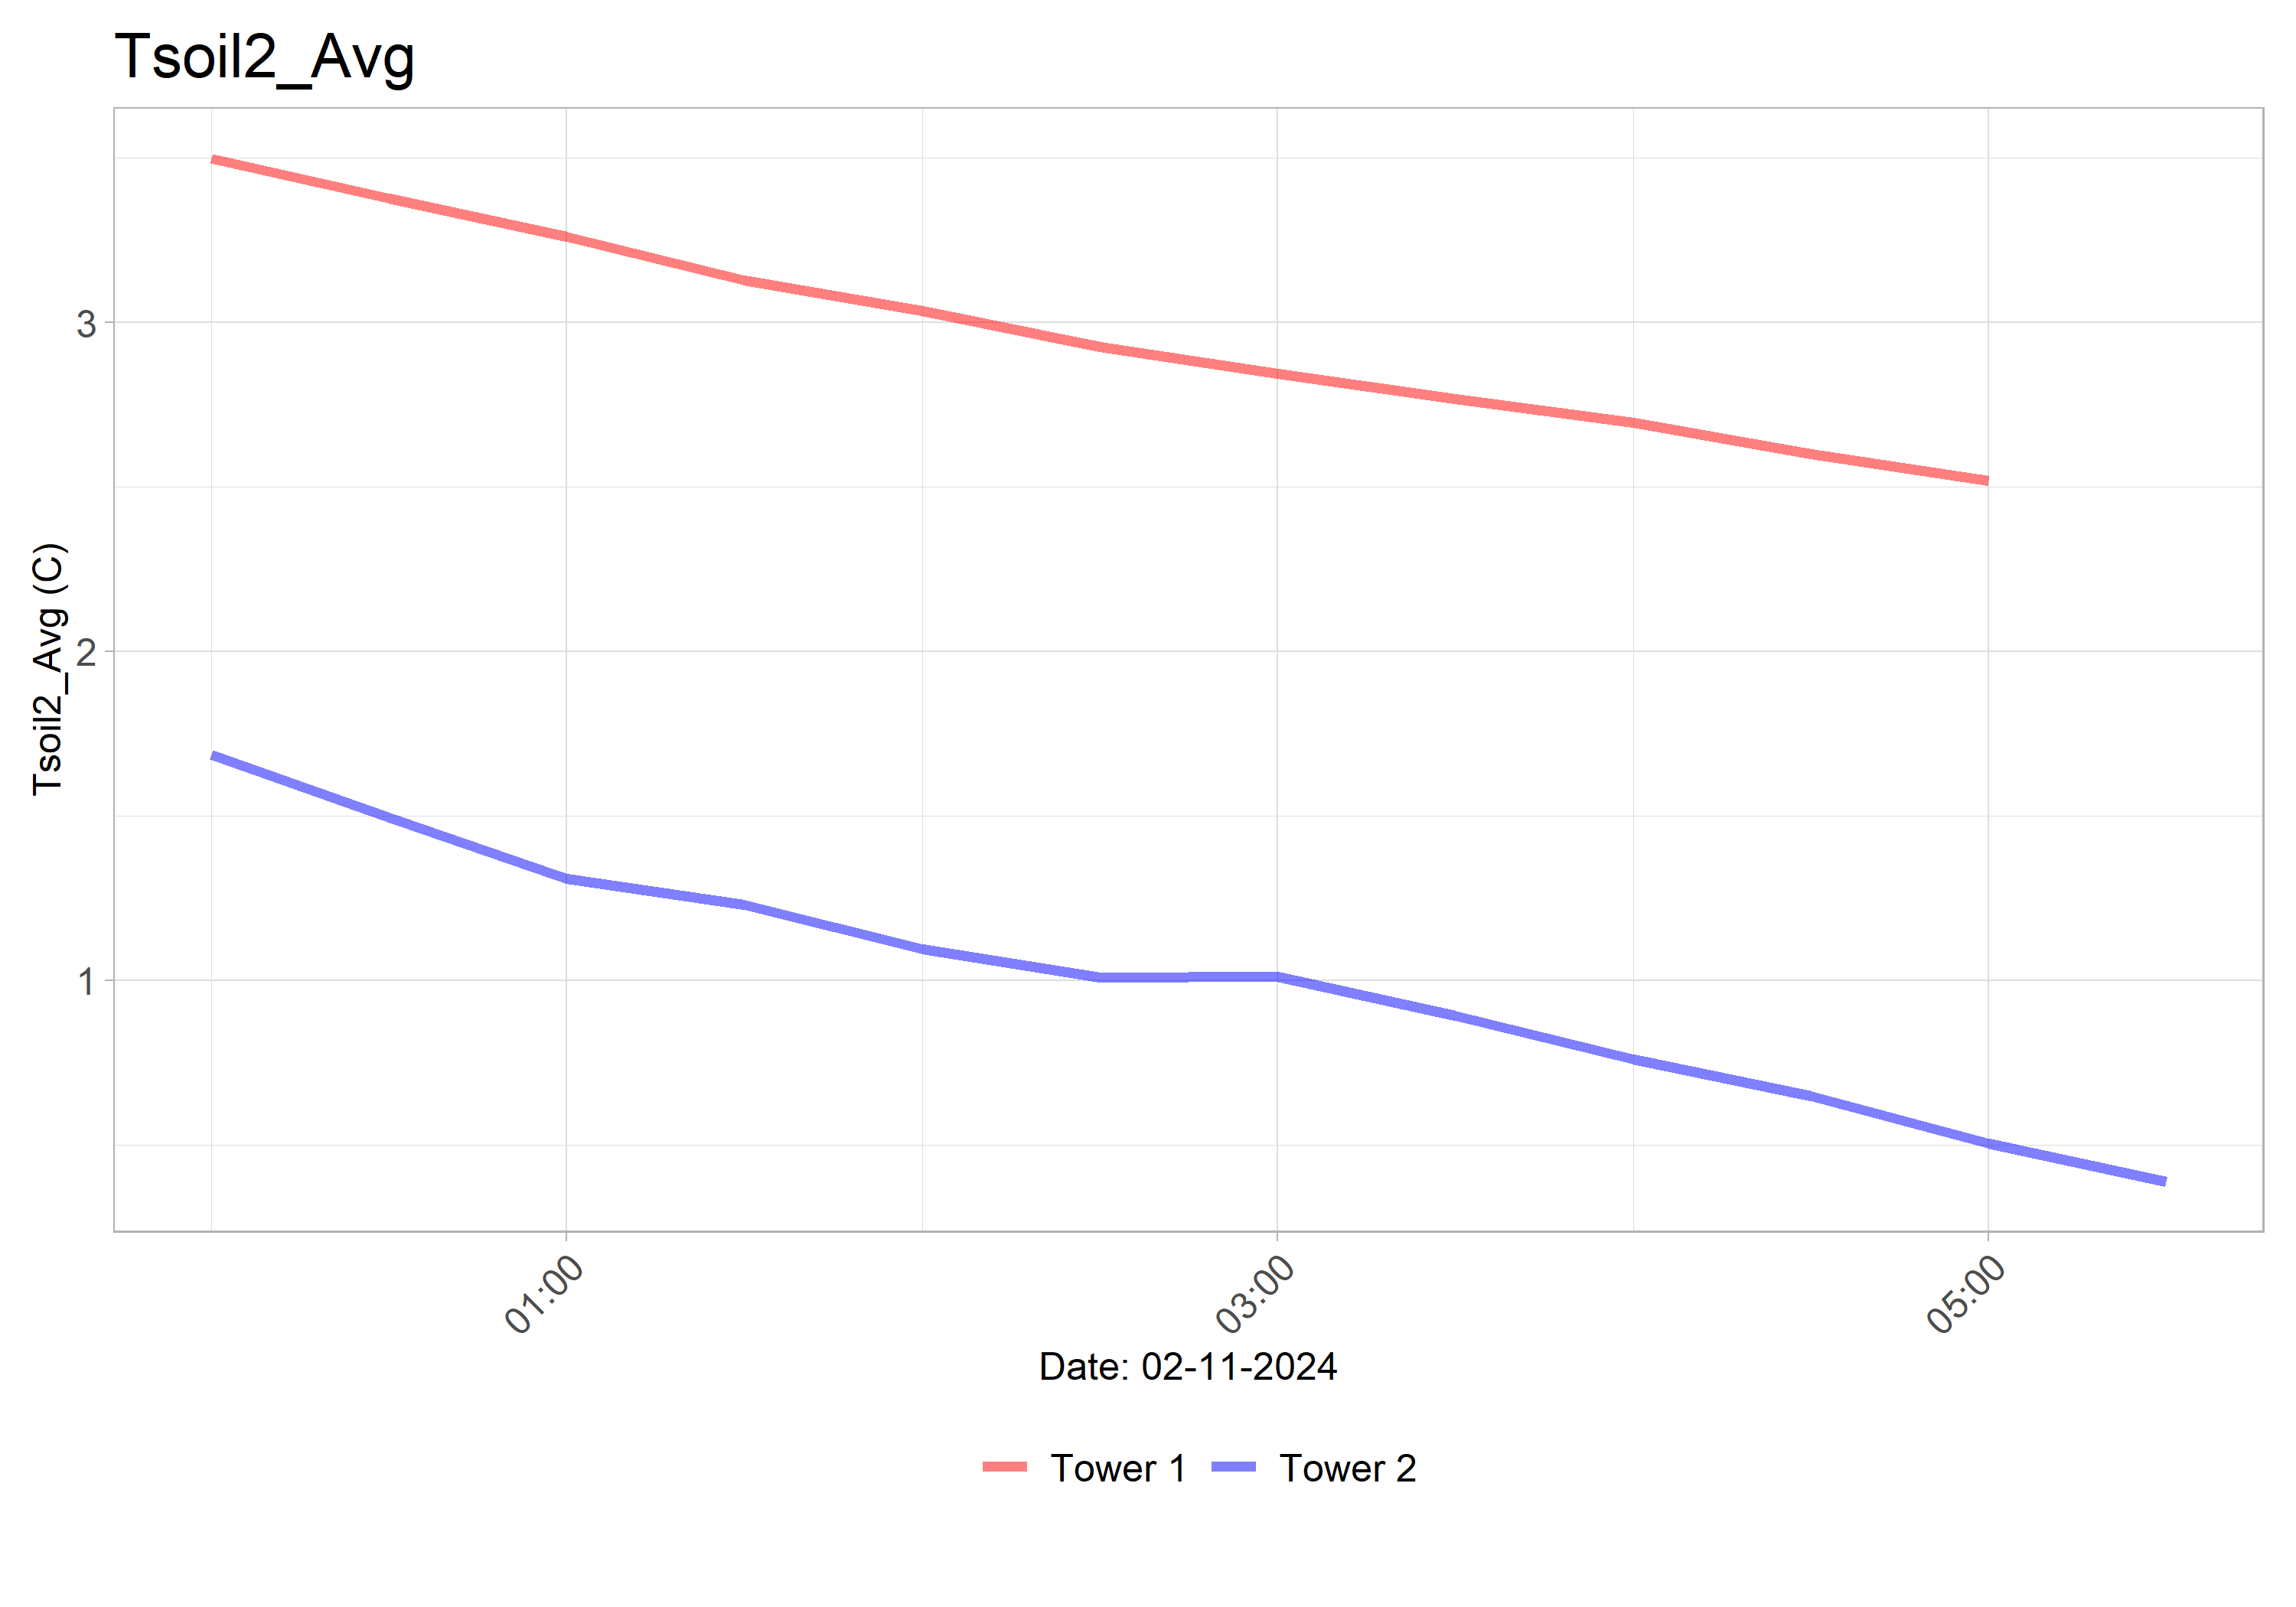 Tsoil2_Avg
Tsoil2_Avg (C)
3
2
1
01:00
03:00
05:00
Date: 02-11-2024
Tower 1
Tower 2